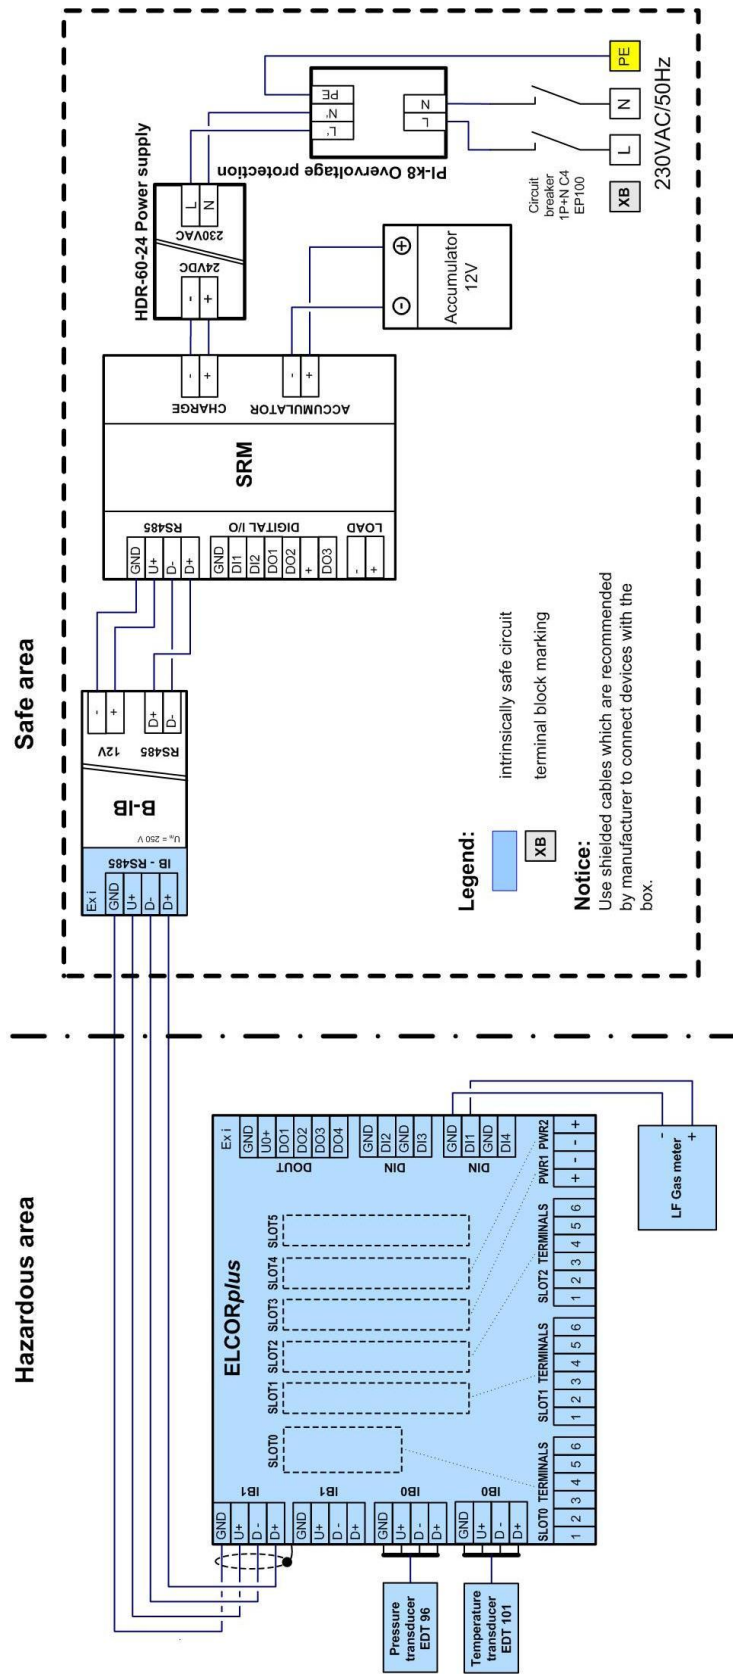 Safe area
Hazardous area
HDR-60-24 Power supply
24VDC
230VAC
-
+
L
N
PI-k8 Overvoltage protection
L'
N'
PE
L
N
Circuit
breaker
1P+N C4
EP100
XB
L
N
PE
230VAC/50Hz
Accumulator
12V
-
+
SRM
CHARGE
-
+
ACCUMULATOR
-
+
RS485
GND
U+
D-
D+
DIGITAL I/O
GND
DI1
DI2
DO1
DO2
+
DO3
LOAD
-
+
B-IB
Uₘ = 250 V
12V
-
+
RS485
D+
D-
IB - RS485
Ex i
GND
U+
D-
D+
Legend:
intrinsically safe circuit
XB
terminal block marking
Notice:
Use shielded cables which are recommended
by manufacturer to connect devices with the
box.
ELCORplus
Ex i
IB1
GND
U+
D -
D+
IB1
GND
U+
D -
D+
IB0
GND
U+
D -
D+
IB0
GND
U+
D -
D+
SLOT0
SLOT1
SLOT2
SLOT3
SLOT4
SLOT5
DOUT
GND
U0+
DO1
DO2
DO3
DO4
DIN
GND
DI2
GND
DI3
DIN
GND
DI1
GND
DI4
SLOT0 TERMINALS
1 2 3 4 5 6
SLOT1 TERMINALS
1 2 3 4 5 6
SLOT2 TERMINALS
1 2 3 4 5 6
PWR1 PWR2
+ - - +
Pressure
transducer
EDT 96
Temperature
transducer
EDT 101
LF Gas meter
-
+